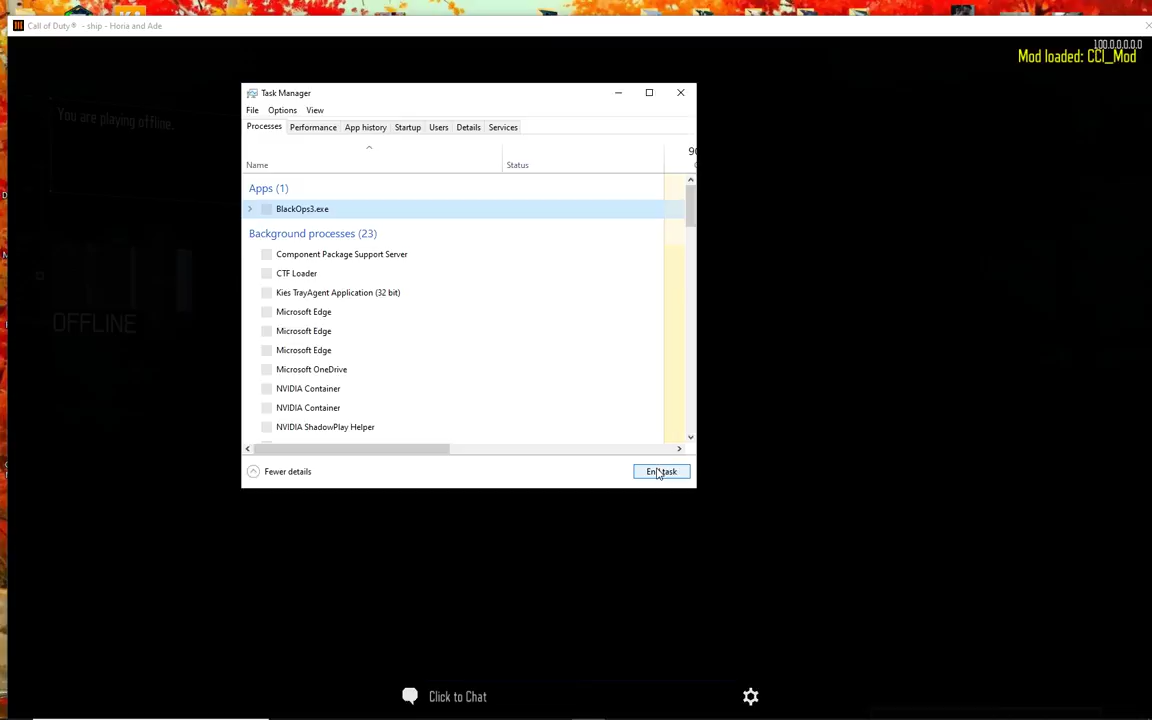 Call of Duty® - ship - Horia and Ade
100.0.0.0.0
Mod loaded: CCI_Mod
You are playing offline.
OFFLINE
Task Manager
File Options View
Processes Performance App history Startup Users Details Services
Name Status
Apps (1)
BlackOps3.exe
Background processes (23)
Component Package Support Server
CTF Loader
Kies TrayAgent Application (32 bit)
Microsoft Edge
Microsoft Edge
Microsoft Edge
Microsoft OneDrive
NVIDIA Container
NVIDIA Container
NVIDIA ShadowPlay Helper
Fewer details
End task
Click to Chat